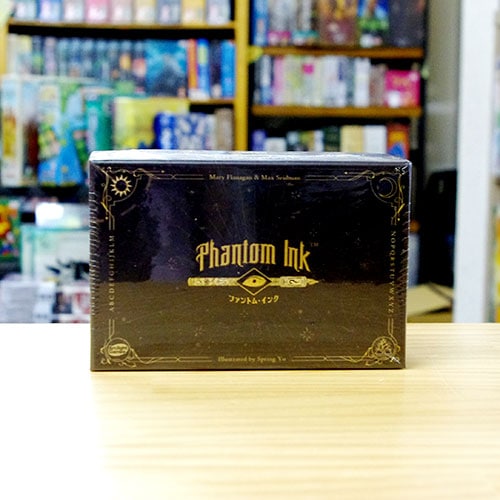 Mary Flanagan & Max Seidman
Phantom Ink™
ファントム・インク
ABCDEFGHIJKLM
NOPQRSTUVWXYZ
Illustrated by Spring Yu